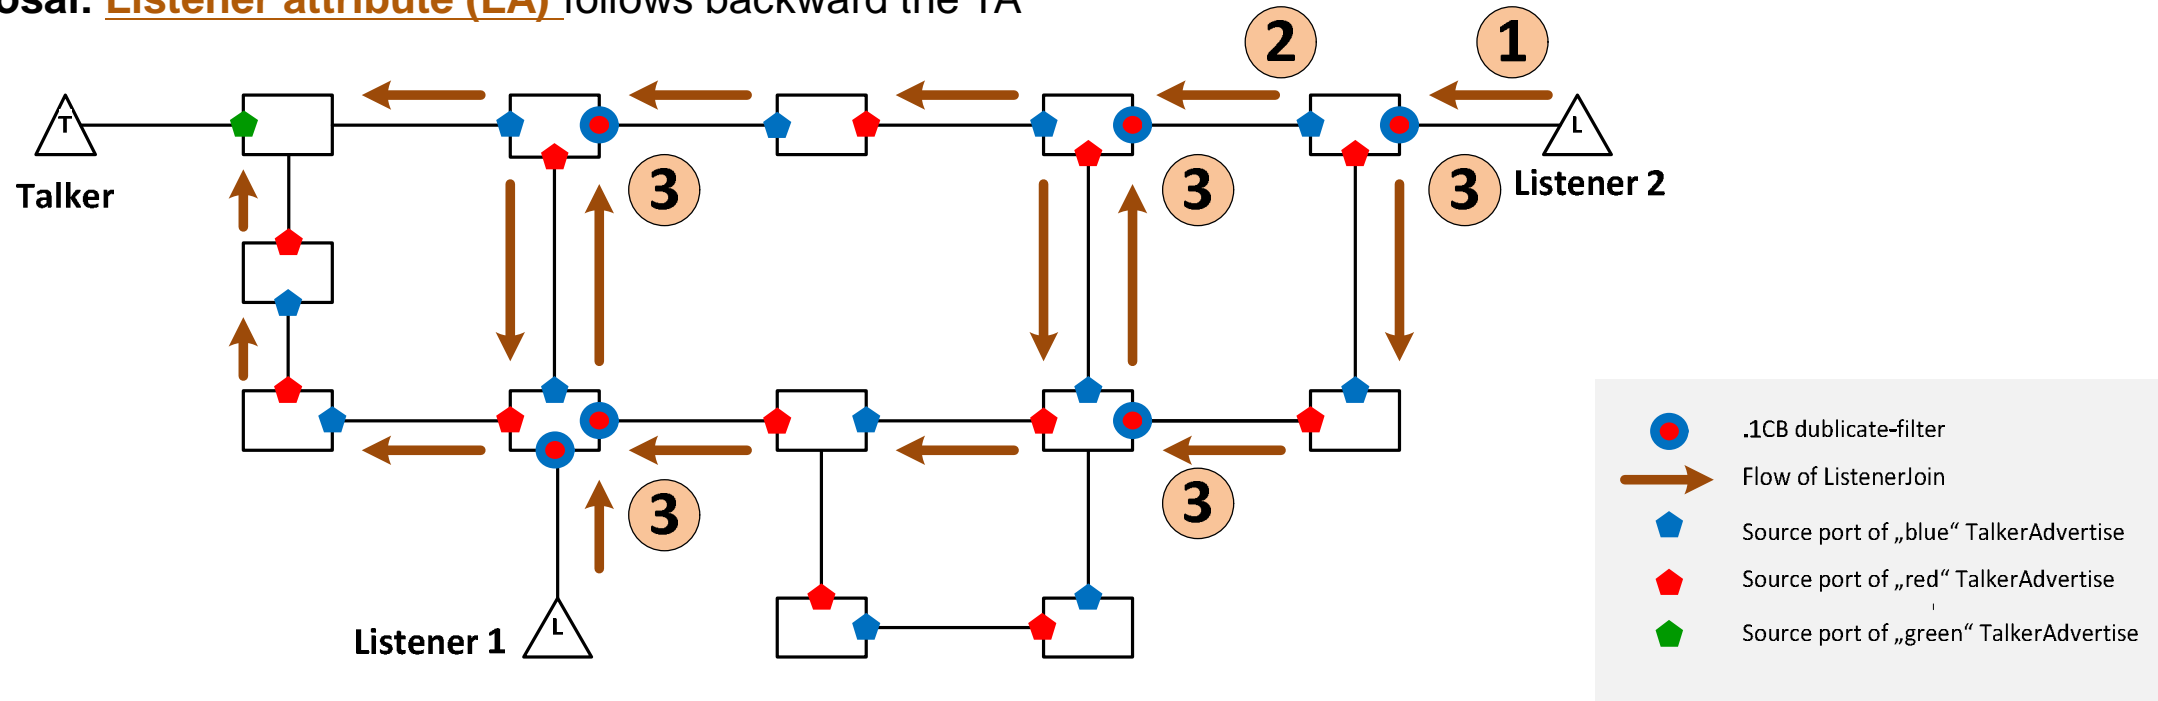 osal: Listener attribute (LA) follows backward the TA
2
1
T
L
Talker
3
3
3
Listener 2
.1CB dublicate-filter
Flow of ListenerJoin
3
3
Source port of „blue“ TalkerAdvertise
Source port of „red“ TalkerAdvertise
Listener 1
L
Source port of „green“ TalkerAdvertise